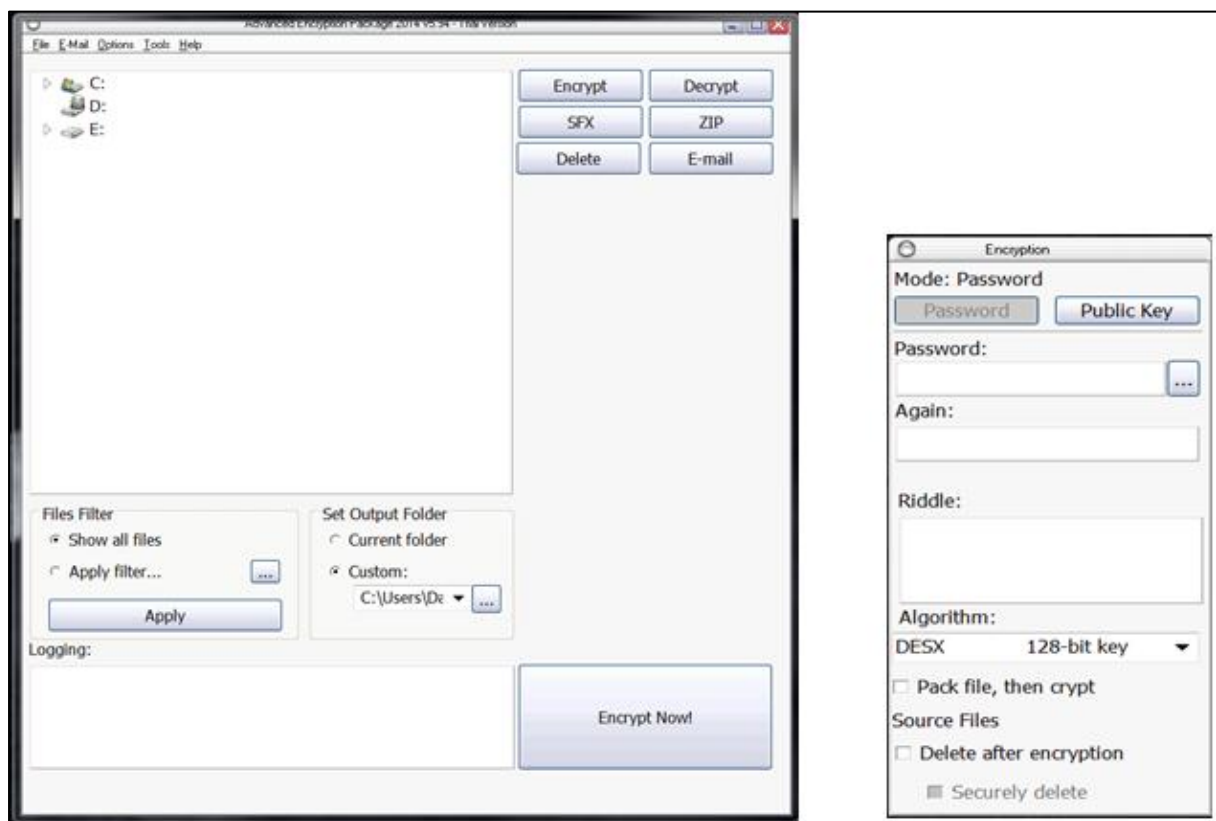 Advanced Encryption Package 2014 v5.94 - Trial Version
File E-Mail Options Tools Help
C:
D:
E:
Encrypt Decrypt
SFX ZIP
Delete E-mail
Files Filter
Show all files
Apply filter...
...
Apply
Set Output Folder
Current folder
Custom:
C:\Users\Da
...
Logging:
Encrypt Now!
Encryption
Mode: Password
Password Public Key
Password:
...
Again:
Riddle:
Algorithm:
DESX 128-bit key
Pack file, then crypt
Source Files
Delete after encryption
Securely delete